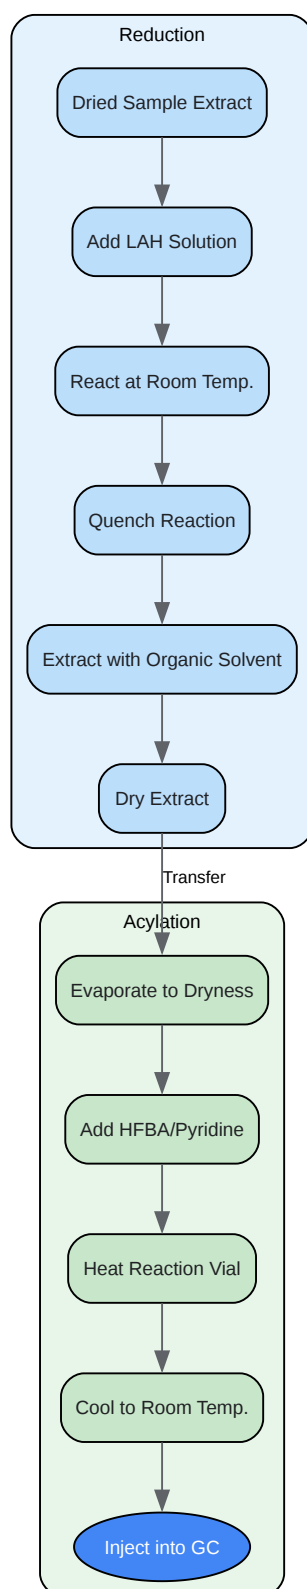 Reduction
Dried Sample Extract
Add LAH Solution
React at Room Temp.
Quench Reaction
Extract with Organic Solvent
Dry Extract
Transfer
Acylation
Evaporate to Dryness
Add HFBA/Pyridine
Heat Reaction Vial
Cool to Room Temp.
Inject into GC